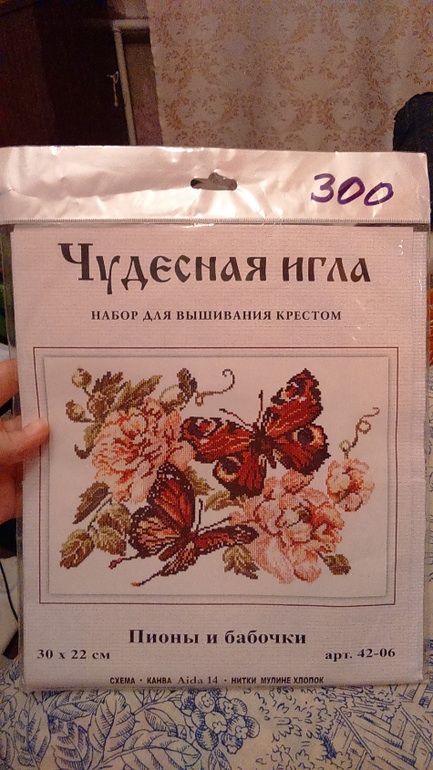 300
Чудесная игла
НАБОР ДЛЯ ВЫШИВАНИЯ КРЕСТОМ
Пионы и бабочки
30 х 22 см арт. 42-06
СХЕМА · КАНВА Aida 14 · НИТКИ МУЛИНЕ ХЛОПОК